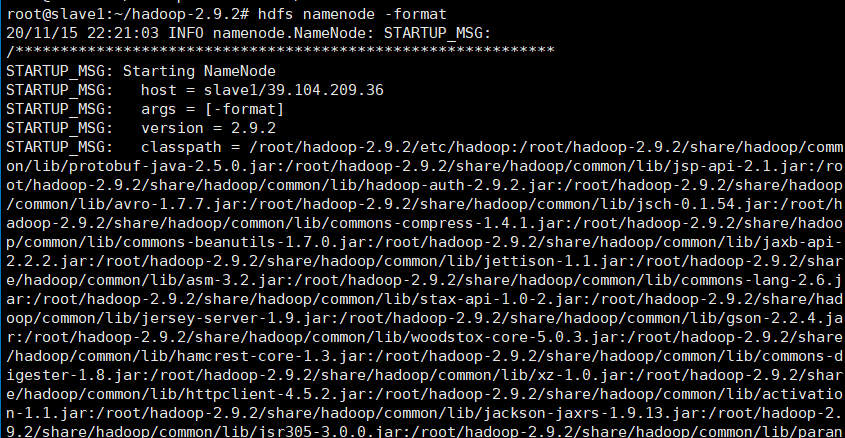 root@slave1:~/hadoop-2.9.2# hdfs namenode -format
20/11/15 22:21:03 INFO namenode.NameNode: STARTUP_MSG:
/************************************************************
STARTUP_MSG: Starting NameNode
STARTUP_MSG:   host = slave1/39.104.209.36
STARTUP_MSG:   args = [-format]
STARTUP_MSG:   version = 2.9.2
STARTUP_MSG:   classpath = /root/hadoop-2.9.2/etc/hadoop:/root/hadoop-2.9.2/share/hadoop/comm
on/lib/protobuf-java-2.5.0.jar:/root/hadoop-2.9.2/share/hadoop/common/lib/jsp-api-2.1.jar:/ro
ot/hadoop-2.9.2/share/hadoop/common/lib/hadoop-auth-2.9.2.jar:/root/hadoop-2.9.2/share/hadoop
/common/lib/avro-1.7.7.jar:/root/hadoop-2.9.2/share/hadoop/common/lib/jsch-0.1.54.jar:/root/h
adoop-2.9.2/share/hadoop/common/lib/commons-compress-1.4.1.jar:/root/hadoop-2.9.2/share/hadoo
p/common/lib/commons-beanutils-1.7.0.jar:/root/hadoop-2.9.2/share/hadoop/common/lib/jaxb-api-
2.2.2.jar:/root/hadoop-2.9.2/share/hadoop/common/lib/jettison-1.1.jar:/root/hadoop-2.9.2/shar
e/hadoop/common/lib/asm-3.2.jar:/root/hadoop-2.9.2/share/hadoop/common/lib/commons-lang-2.6.j
ar:/root/hadoop-2.9.2/share/hadoop/common/lib/stax-api-1.0-2.jar:/root/hadoop-2.9.2/share/had
oop/common/lib/jersey-server-1.9.jar:/root/hadoop-2.9.2/share/hadoop/common/lib/gson-2.2.4.ja
r:/root/hadoop-2.9.2/share/hadoop/common/lib/woodstox-core-5.0.3.jar:/root/hadoop-2.9.2/share
/hadoop/common/lib/hamcrest-core-1.3.jar:/root/hadoop-2.9.2/share/hadoop/common/lib/commons-d
igester-1.8.jar:/root/hadoop-2.9.2/share/hadoop/common/lib/xz-1.0.jar:/root/hadoop-2.9.2/shar
e/hadoop/common/lib/httpclient-4.5.2.jar:/root/hadoop-2.9.2/share/hadoop/common/lib/activatio
n-1.1.jar:/root/hadoop-2.9.2/share/hadoop/common/lib/jackson-jaxrs-1.9.13.jar:/root/hadoop-2.
9.2/share/hadoop/common/lib/jsr305-3.0.0.jar:/root/hadoop-2.9.2/share/hadoop/common/lib/paran